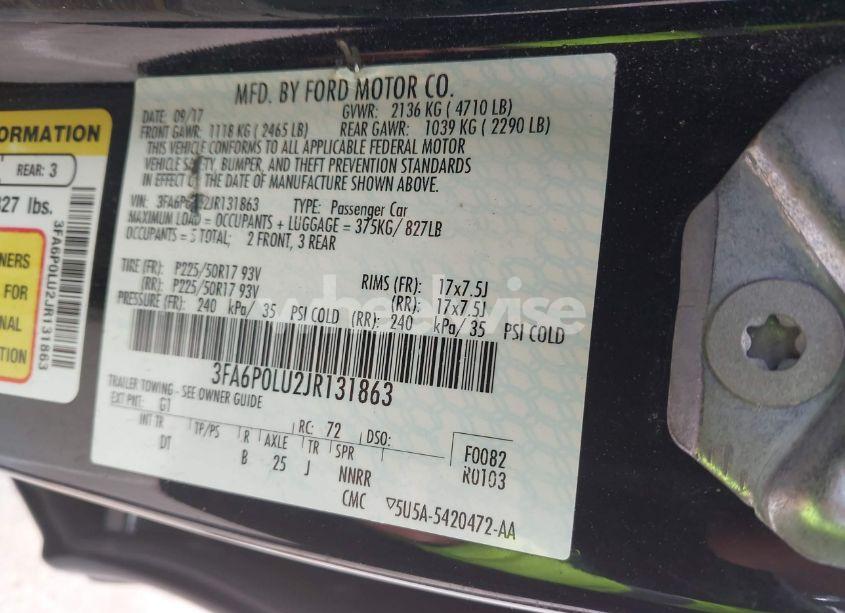 MFD. BY FORD MOTOR CO.
DATE: 09/17 GVWR: 2136 KG ( 4710 LB)
FRONT GAWR: 1118 KG ( 2465 LB) REAR GAWR: 1039 KG ( 2290 LB)
THIS VEHICLE CONFORMS TO ALL APPLICABLE FEDERAL MOTOR
VEHICLE SAFETY, BUMPER, AND THEFT PREVENTION STANDARDS
IN EFFECT ON THE DATE OF MANUFACTURE SHOWN ABOVE.
VIN: 3FA6P0LU2JR131863 TYPE: Passenger Car
MAXIMUM LOAD = OCCUPANTS + LUGGAGE = 375KG/ 827LB
OCCUPANTS = 5 TOTAL; 2 FRONT, 3 REAR
TIRE (FR): P225/50R17 93V RIMS (FR): 17x7.5J
(RR): P225/50R17 93V (RR): 17x7.5J
PRESSURE (FR): 240 kPa/ 35 PSI COLD (RR): 240 kPa/ 35 PSI COLD
3FA6P0LU2JR131863
TRAILER TOWING - SEE OWNER GUIDE
EXT PNT: G1 RC: 72 DSO:
INT TR TP/PS R AXLE TR SPR F0082
DT B 25 J NNRR R0103
CMC ▽5U5A-5420472-AA
ORMATION
REAR: 3
827 lbs.
3FA6P0LU2JR131863
NERS
FOR
NAL
TION